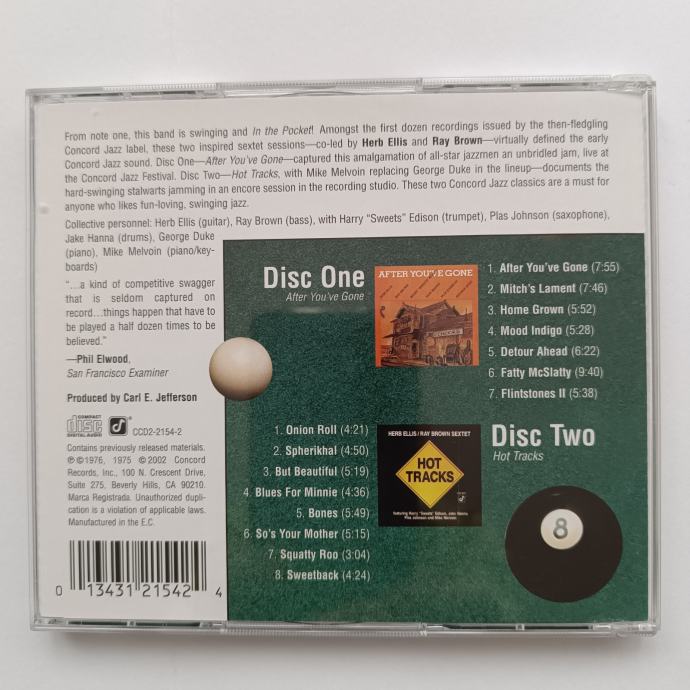 From note one, this band is swinging and In the Pocket! Amongst the first dozen recordings issued by the then-fledgling
Concord Jazz label, these two inspired sextet sessions—co-led by Herb Ellis and Ray Brown—virtually defined the early
Concord Jazz sound. Disc One—After You've Gone—captured this amalgamation of all-star jazzmen an unbridled jam, live at
the Concord Jazz Festival. Disc Two—Hot Tracks, with Mike Melvoin replacing George Duke in the lineup—documents the
hard-swinging stalwarts jamming in an encore session in the recording studio. These two Concord Jazz classics are a must for
anyone who likes fun-loving, swinging jazz.
Collective personnel: Herb Ellis (guitar), Ray Brown (bass), with Harry "Sweets" Edison (trumpet), Plas Johnson (saxophone),
Jake Hanna (drums), George Duke
(piano), Mike Melvoin (piano/key-
boards)
"...a kind of competitive swagger
that is seldom captured on
record...things happen that have to
be played a half dozen times to be
believed."
—Phil Elwood,
San Francisco Examiner
Produced by Carl E. Jefferson
COMPACT
disc
DIGITAL AUDIO
CCD2-2154-2
Contains previously released materials.
℗©1976, 1975 ℗©2002 Concord
Records, Inc., 100 N. Crescent Drive,
Suite 275, Beverly Hills, CA 90210.
Marca Registrada. Unauthorized dupli-
cation is a violation of applicable laws.
Manufactured in the E.C.
0 13431 21542 4
Disc One
After You've Gone
AFTER YOU'VE GONE
1. After You've Gone (7:55)
2. Mitch's Lament (7:46)
3. Home Grown (5:52)
4. Mood Indigo (5:28)
5. Detour Ahead (6:22)
6. Fatty McSlatty (9:40)
7. Flintstones II (5:38)
1. Onion Roll (4:21)
2. Spherikhal (4:50)
3. But Beautiful (5:19)
4. Blues For Minnie (4:36)
5. Bones (5:49)
6. So's Your Mother (5:15)
7. Squatty Roo (3:04)
8. Sweetback (4:24)
HERB ELLIS/RAY BROWN SEXTET
HOT
TRACKS
featuring Harry "Sweets" Edison, Jake Hanna,
Plas Johnson and Mike Melvoin
Disc Two
Hot Tracks
8